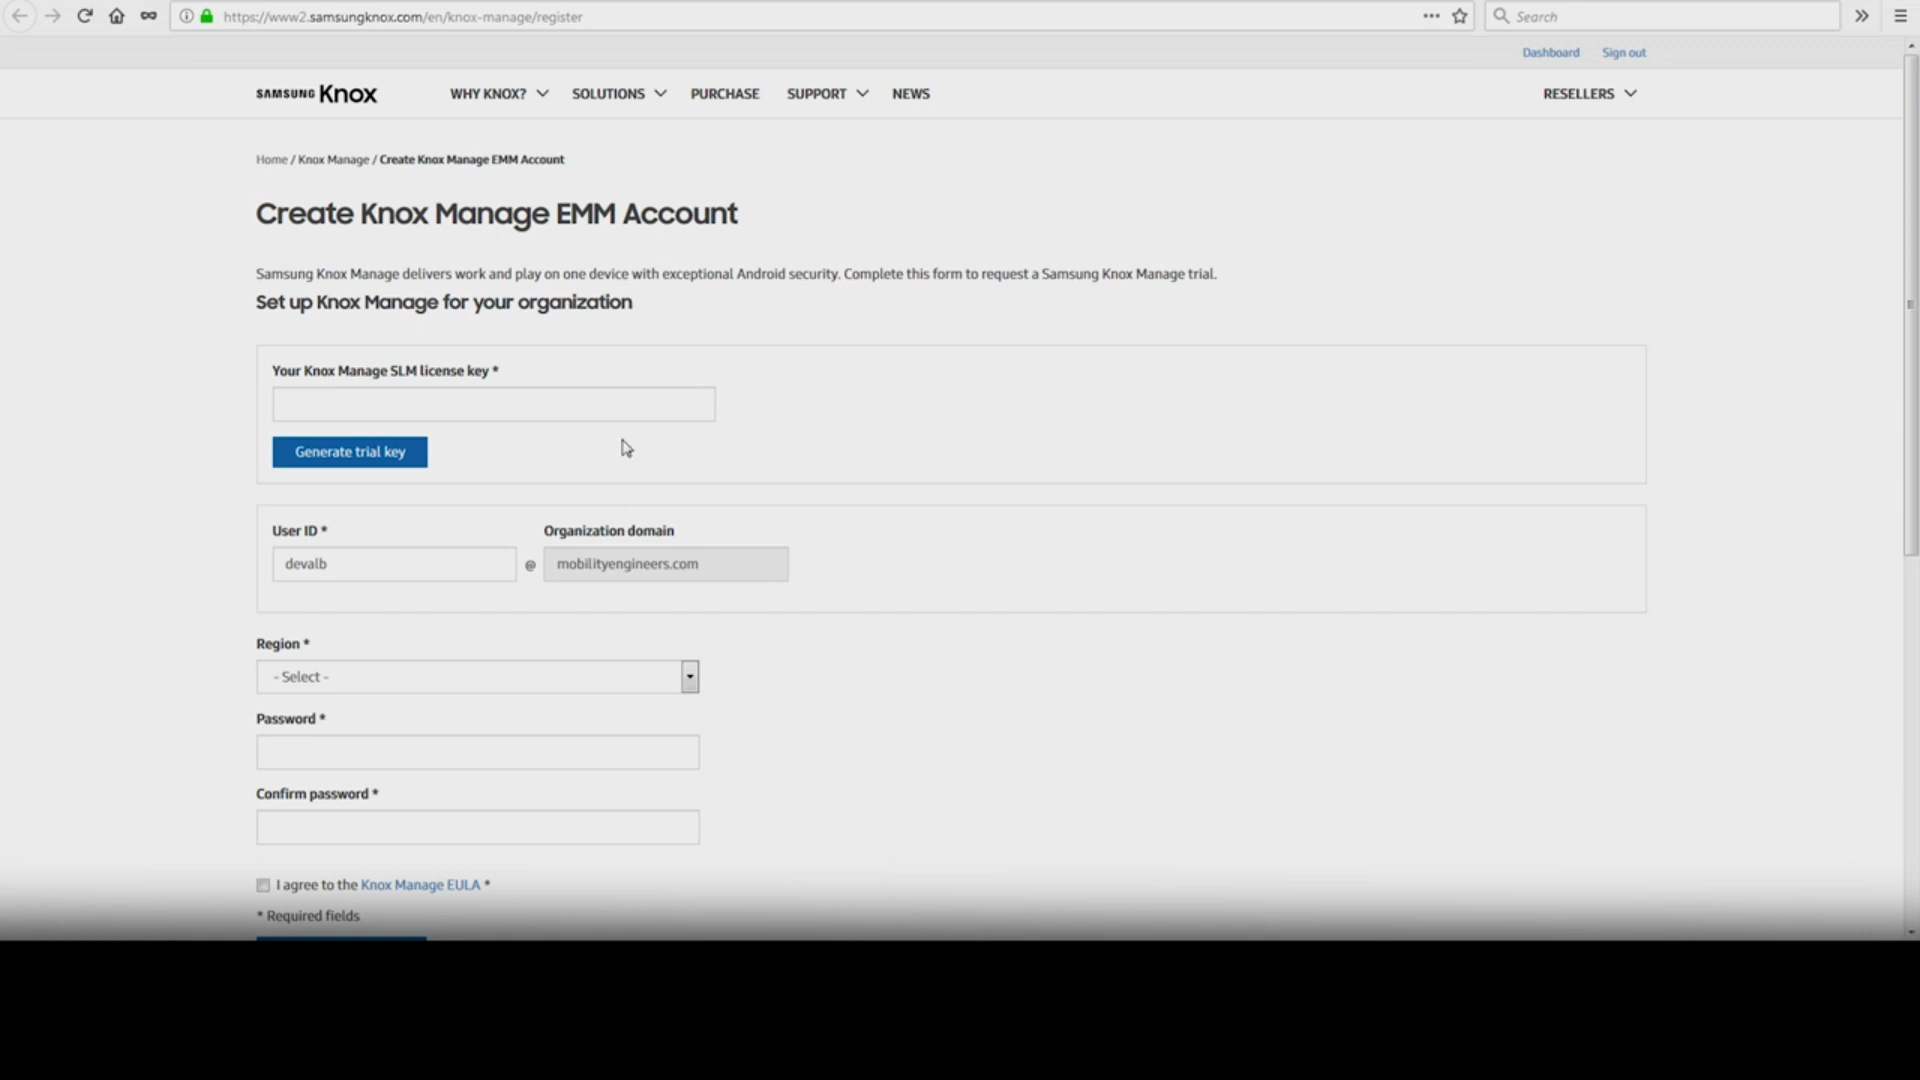 https://www2.samsungknox.com/en/knox-manage/register
Search
Dashboard Sign out
SAMSUNG Knox WHY KNOX? SOLUTIONS PURCHASE SUPPORT NEWS RESELLERS
Home / Knox Manage / Create Knox Manage EMM Account
Create Knox Manage EMM Account
Samsung Knox Manage delivers work and play on one device with exceptional Android security. Complete this form to request a Samsung Knox Manage trial.
Set up Knox Manage for your organization
Your Knox Manage SLM license key *
Generate trial key
User ID * Organization domain
devalb @ mobilityengineers.com
Region *
- Select -
Password *
Confirm password *
I agree to the Knox Manage EULA *
* Required fields